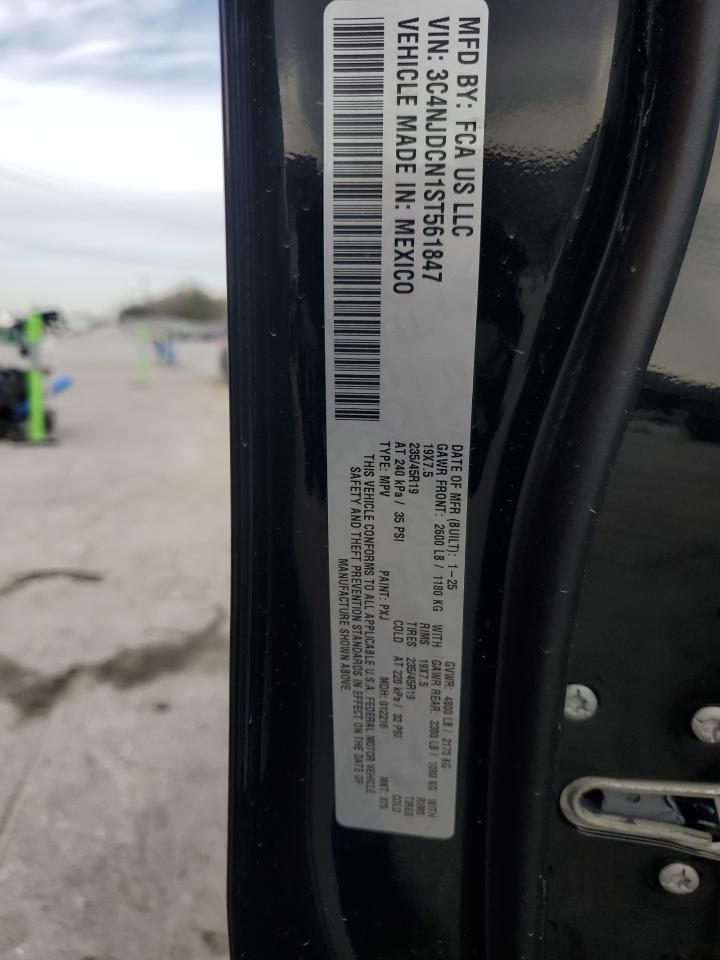 MFD BY: FCA US LLC
VIN: 3C4NJDCN1ST561847
VEHICLE MADE IN: MEXICO
DATE OF MFR (BUILT): 1-25 GVWR: 4800 LB / 2170 KG
GAWR FRONT: 2600 LB / 1180 KG WITH GAWR REAR: 2380 LB / 1080 KG WITH
19X7.5 RIMS 19X7.5 RIMS
235/45R19 TIRES 235/45R19 TIRES
AT 240 kPa / 35 PSI COLD AT 220 kPa / 32 PSI COLD
TYPE: MPV PAINT: PXJ MDH: 012216 MKT:
THIS VEHICLE CONFORMS TO ALL APPLICABLE U.S.A. FEDERAL MOTOR VEHICLE
SAFETY AND THEFT PREVENTION STANDARDS IN EFFECT ON THE DATE OF
MANUFACTURE SHOWN ABOVE.